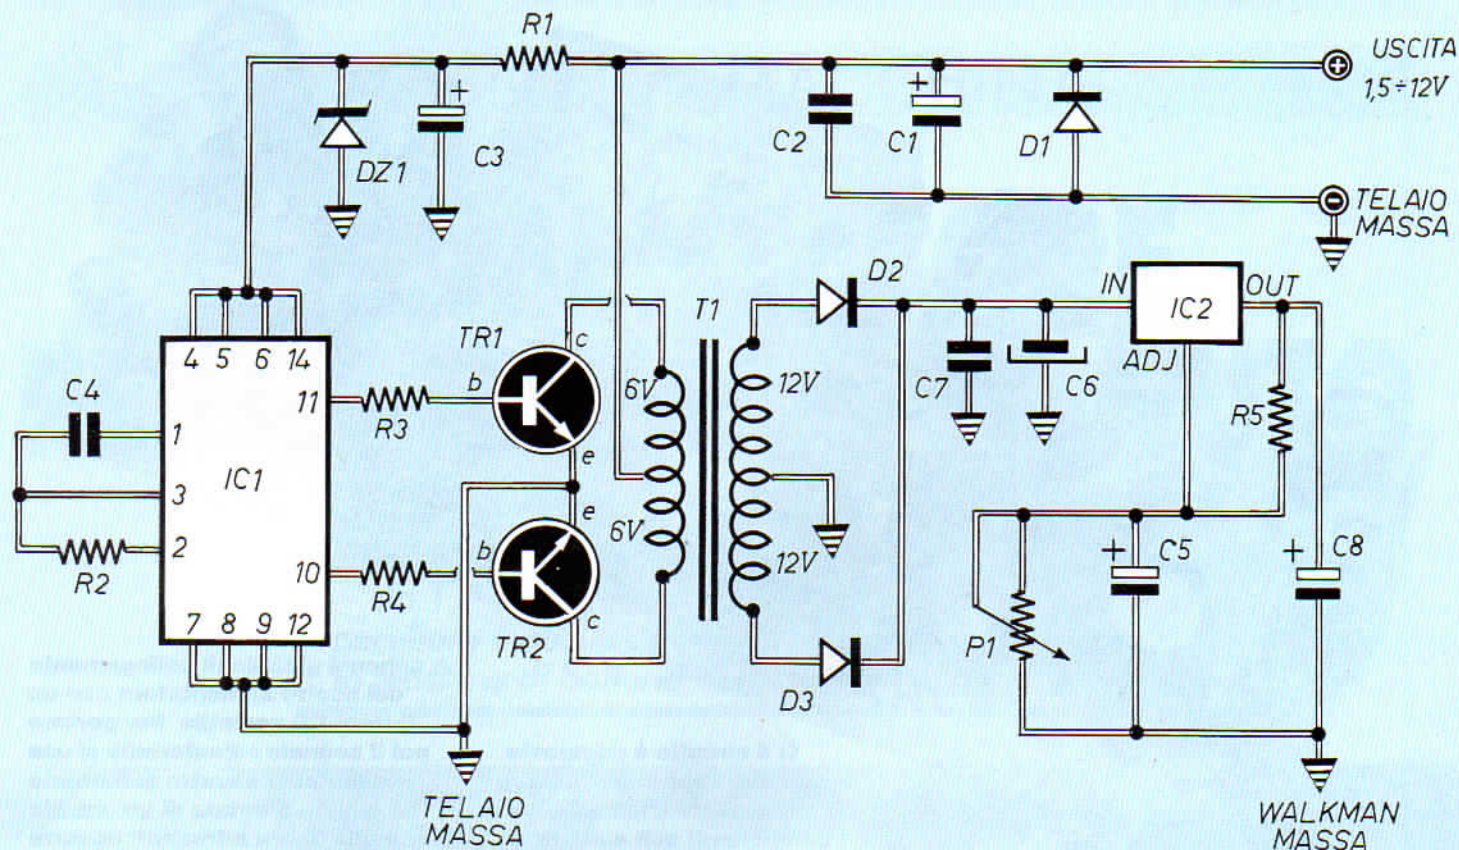 R1
USCITA
1,5÷12V
+
C3
DZ1
C2
+
C1
D1
TELAIO
MASSA
D2
IN
IC2
OUT
ADJ
T1
TR1
c
b
e
4 5 6 14
C4
11
R3
6V
12V
C7
C6
R5
1
3
2
IC1
R2
10
R4
e
b
c
TR2
6V
12V
+
C5
+
C8
7 8 9 12
P1
D3
TELAIO
MASSA
WALKMAN
MASSA